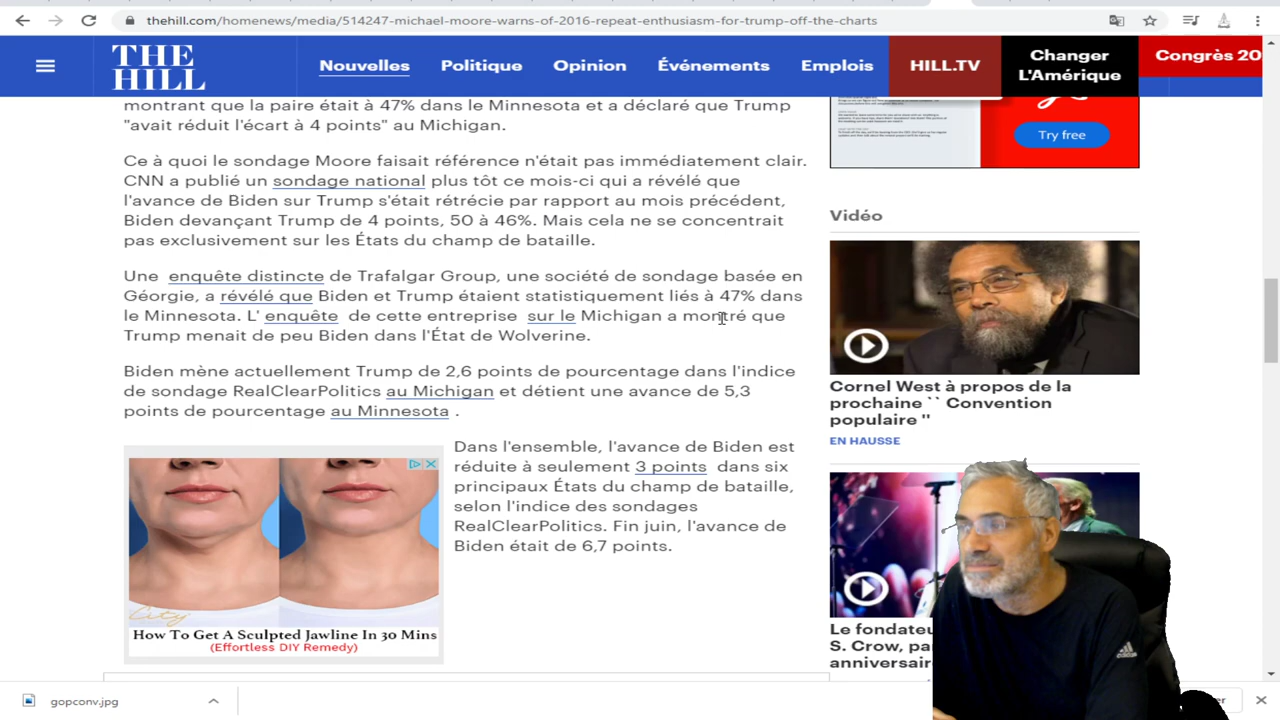 thehill.com/homenews/media/514247-michael-moore-warns-of-2016-repeat-enthusiasm-for-trump-off-the-charts
THE
HILL
Nouvelles
Politique
Opinion
Événements
Emplois
HILL.TV
Changer
L'Amérique
Congrès 20
montrant que la paire était à 47% dans le Minnesota et a déclaré que Trump
"avait réduit l'écart à 4 points" au Michigan.
Ce à quoi le sondage Moore faisait référence n'était pas immédiatement clair.
CNN a publié un sondage national plus tôt ce mois-ci qui a révélé que
l'avance de Biden sur Trump s'était rétrécie par rapport au mois précédent,
Biden devançant Trump de 4 points, 50 à 46%. Mais cela ne se concentrait
pas exclusivement sur les États du champ de bataille.
Une enquête distincte de Trafalgar Group, une société de sondage basée en
Géorgie, a révélé que Biden et Trump étaient statistiquement liés à 47% dans
le Minnesota. L' enquête de cette entreprise sur le Michigan a montré que
Trump menait de peu Biden dans l'État de Wolverine.
Biden mène actuellement Trump de 2,6 points de pourcentage dans l'indice
de sondage RealClearPolitics au Michigan et détient une avance de 5,3
points de pourcentage au Minnesota .
Dans l'ensemble, l'avance de Biden est
réduite à seulement 3 points dans six
principaux États du champ de bataille,
selon l'indice des sondages
RealClearPolitics. Fin juin, l'avance de
Biden était de 6,7 points.
City
How To Get A Sculpted Jawline In 30 Mins
(Effortless DIY Remedy)
Try free
Vidéo
Cornel West à propos de la
prochaine `` Convention
populaire ''
EN HAUSSE
Le fondateu
S. Crow, pa
anniversair
adidas
gopconv.jpg